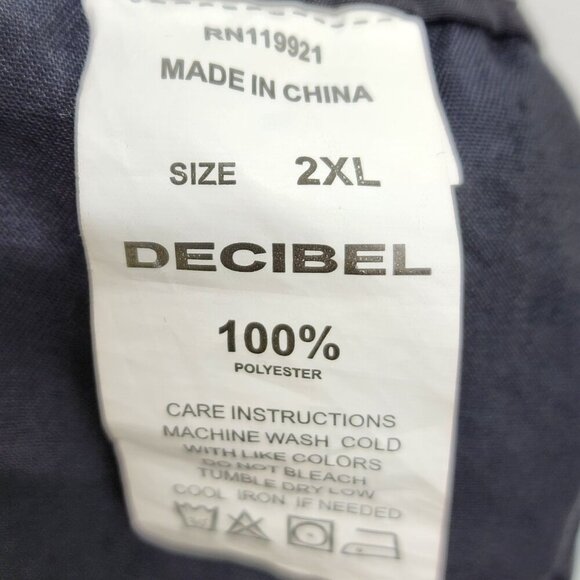 RN119921
MADE IN CHINA
SIZE 2XL
DECIBEL
100%
POLYESTER
CARE INSTRUCTIONS
MACHINE WASH COLD
WITH LIKE COLORS
DO NOT BLEACH
TUMBLE DRY LOW
COOL IRON IF NEEDED